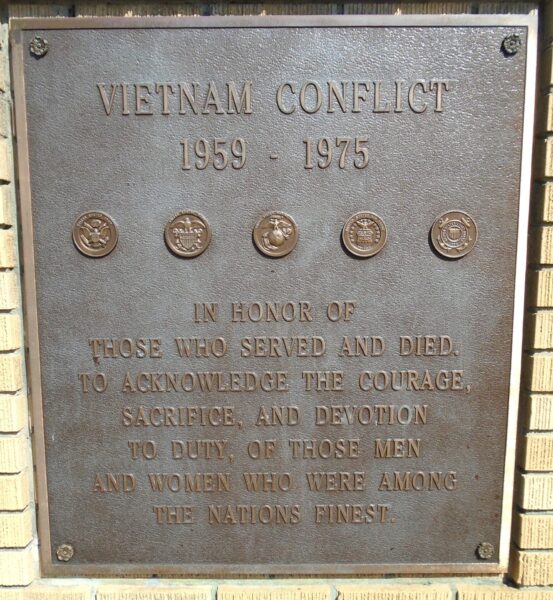 VIETNAM CONFLICT
1959 - 1975
IN HONOR OF
THOSE WHO SERVED AND DIED.
TO ACKNOWLEDGE THE COURAGE,
SACRIFICE, AND DEVOTION
TO DUTY, OF THOSE MEN
AND WOMEN WHO WERE AMONG
THE NATIONS FINEST.